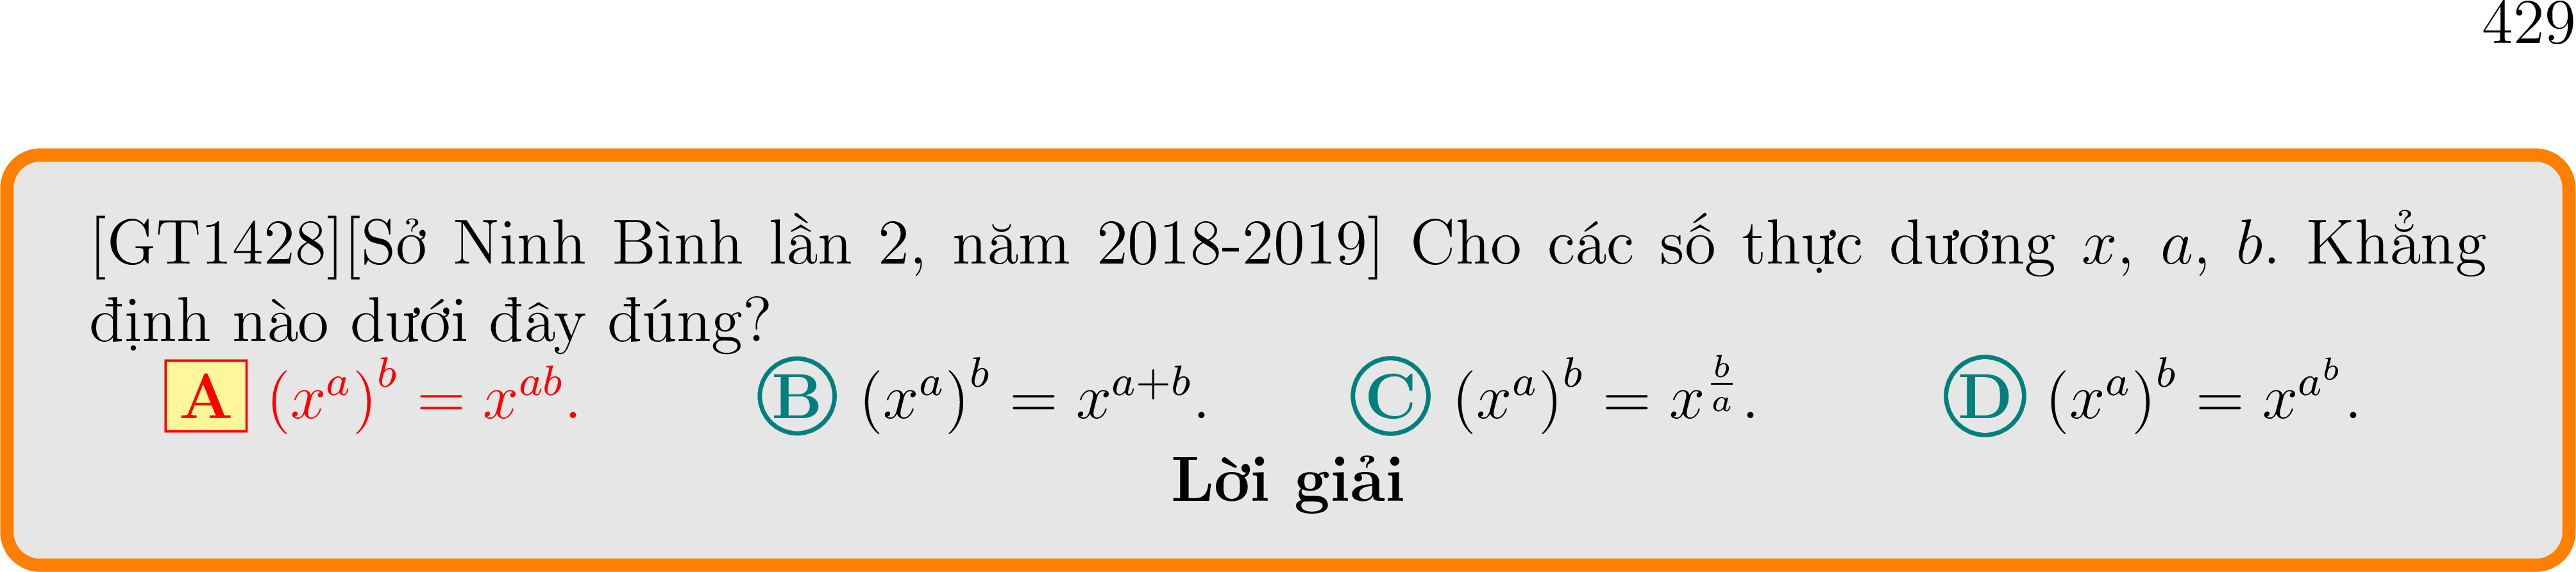 429
[GT1428][Sở Ninh Bình lần 2, năm 2018-2019] Cho các số thực dương x, a, b. Khẳng
định nào dưới đây đúng?
A (x^a)^b = x^{ab}. B (x^a)^b = x^{a+b}. C (x^a)^b = x^{\frac{b}{a}}. D (x^a)^b = x^{a^b}.
Lời giải